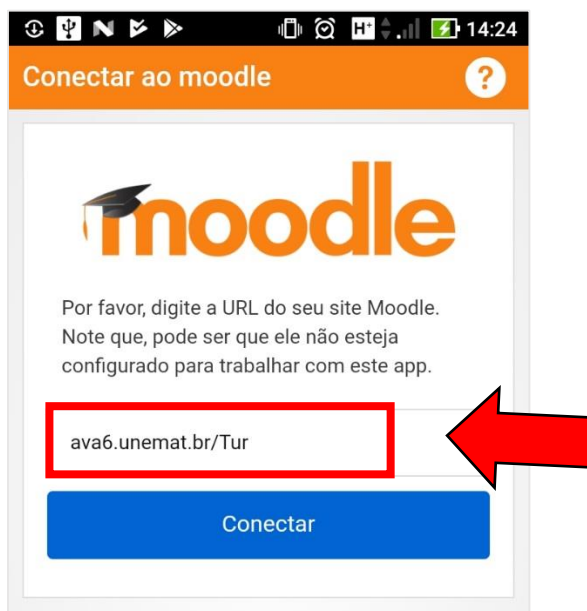 H+ 14:24
Conectar ao moodle ?
moodle
Por favor, digite a URL do seu site Moodle.
Note que, pode ser que ele não esteja
configurado para trabalhar com este app.
ava6.unemat.br/Tur
Conectar